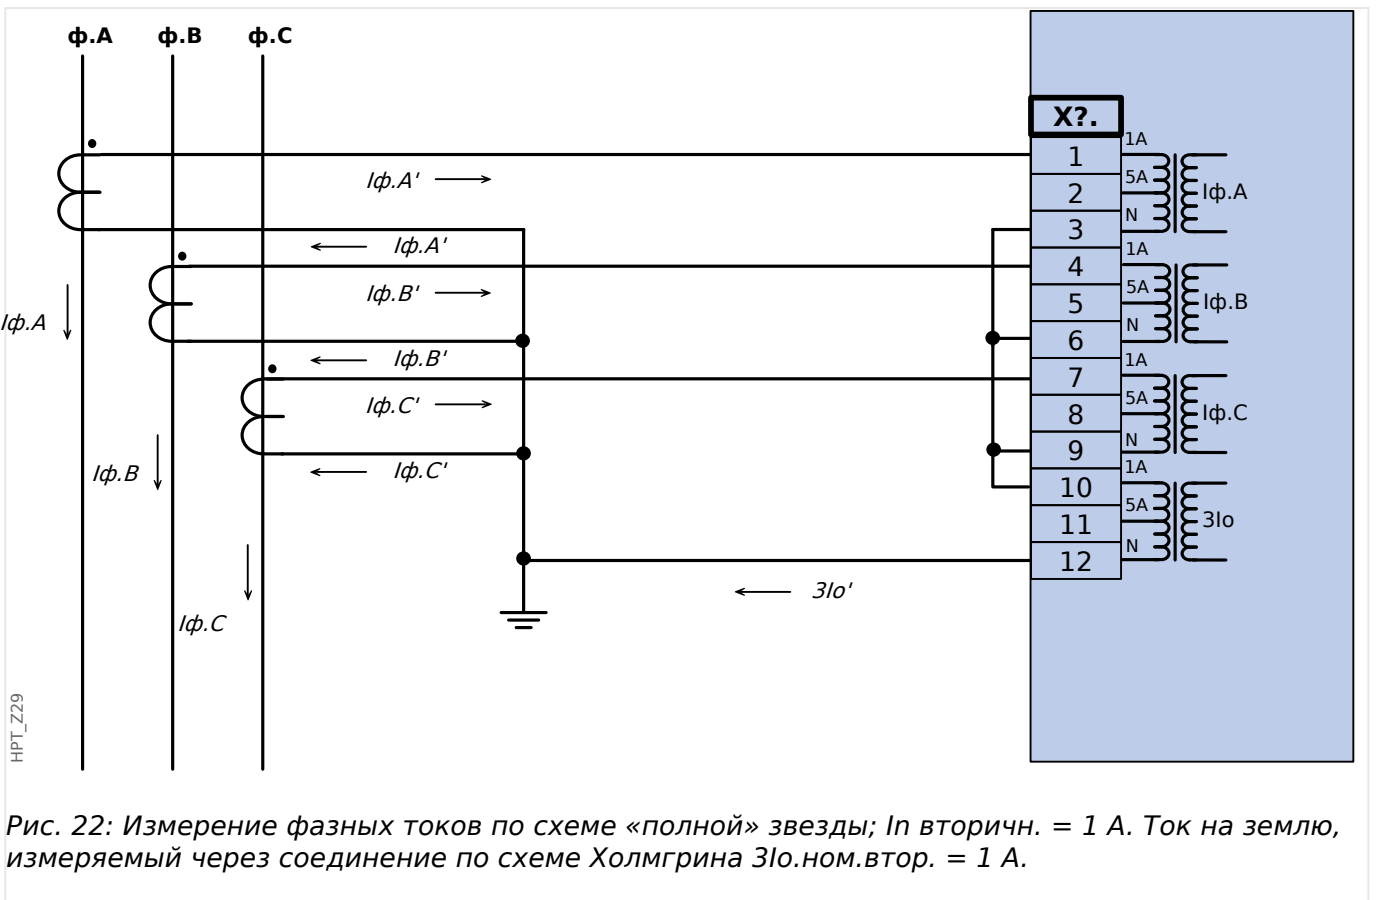 ф.A ф.B ф.C
X?.
1A
1
Iф.A'
5A
2
Iф.A
N
3
Iф.A'
1A
4
Iф.B'
5A
5
Iф.B
Iф.A
N
6
Iф.B'
1A
7
Iф.C'
5A
8
Iф.C
N
9
Iф.C'
Iф.B
1A
10
5A
11
3Io
N
12
3Io'
Iф.C
HPT_Z29
Рис. 22: Измерение фазных токов по схеме «полной» звезды; In вторичн. = 1 А. Ток на землю,
измеряемый через соединение по схеме Холмгрина 3Iо.ном.втор. = 1 А.